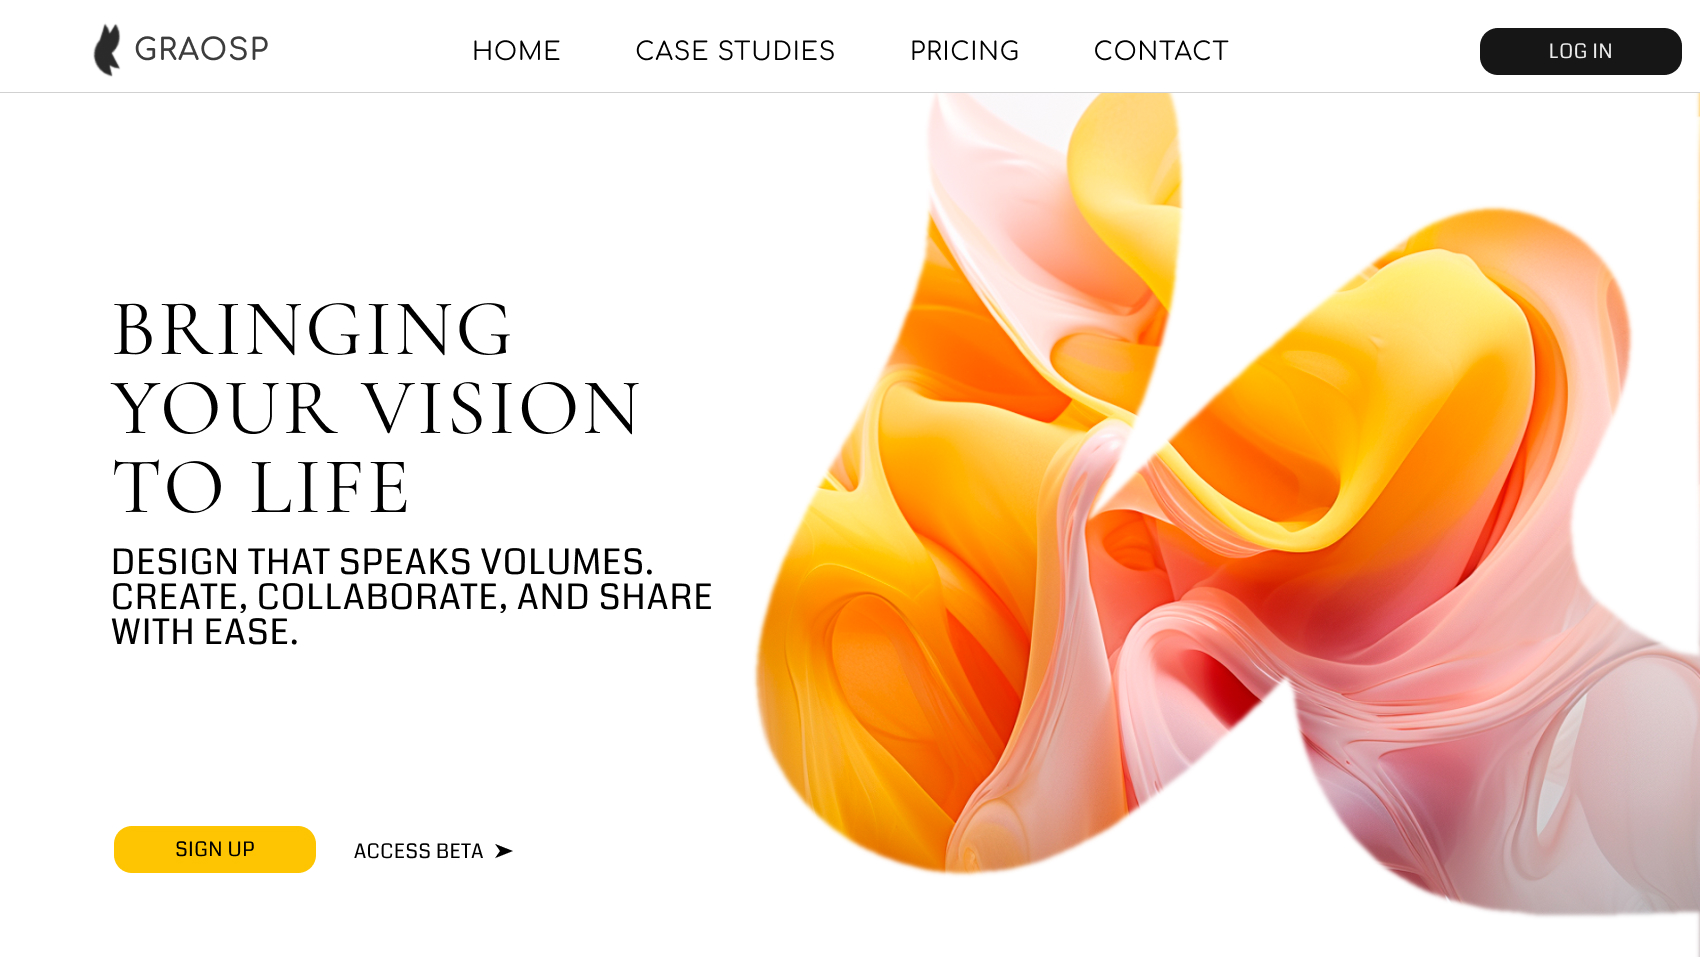 GRAOSP
HOME
CASE STUDIES
PRICING
CONTACT
LOG IN
BRINGING
YOUR VISION
TO LIFE
DESIGN THAT SPEAKS VOLUMES.
CREATE, COLLABORATE, AND SHARE
WITH EASE.
SIGN UP
ACCESS BETA ➤